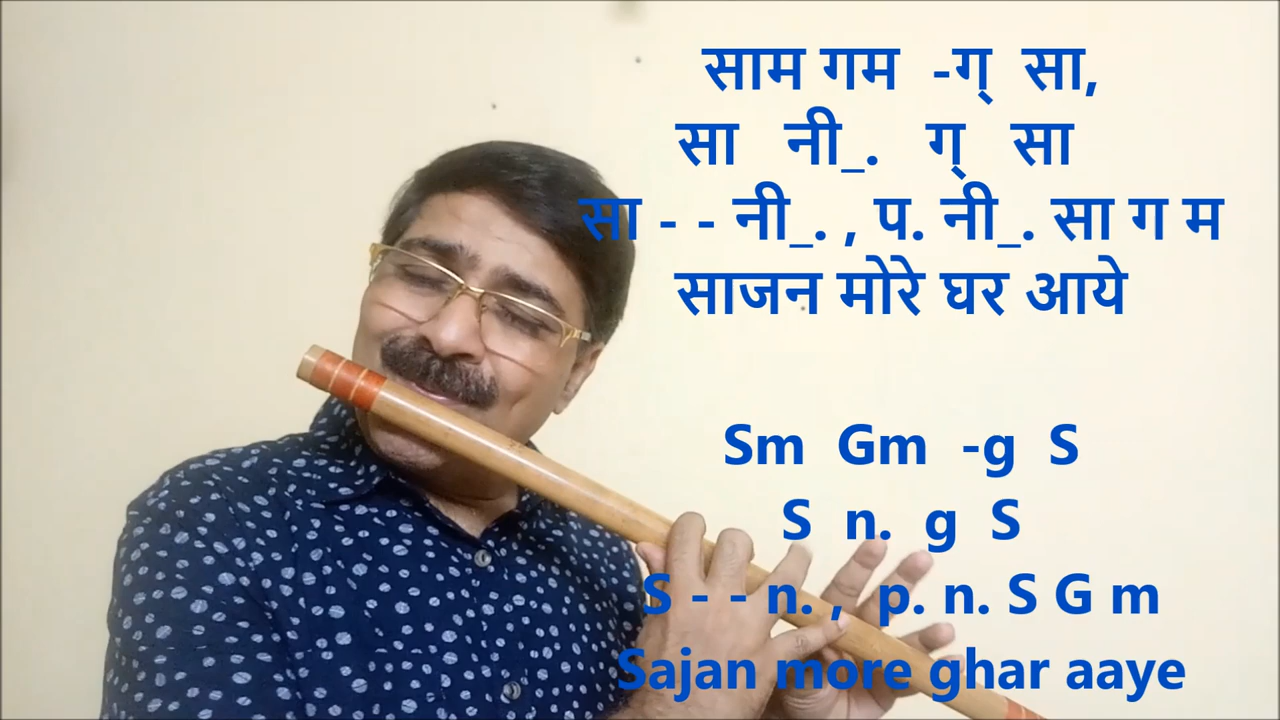 साम गम -ग् सा,
सा नी_. ग् सा
सा - - नी_. , प. नी_. सा ग म
साजन मोरे घर आये
Sm Gm -g S
S n. g S
S - - n. , p. n. S G m
Sajan more ghar aaye